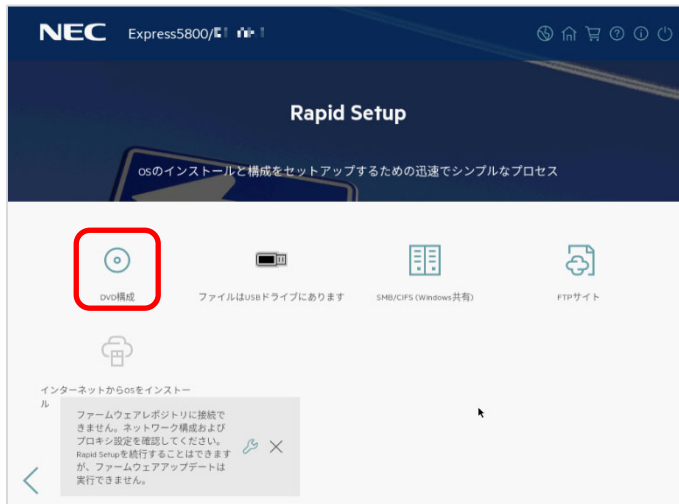 NEC Express5800/
Rapid Setup
osのインストールと構成をセットアップするための迅速でシンプルなプロセス
DVD構成
ファイルはUSBドライブにあります
SMB/CIFS (Windows共有)
FTPサイト
インターネットからosをインストー
ル
ファームウェアレポジトリに接続で
きません。ネットワーク構成および
プロキシ設定を確認してください。
Rapid Setupを続行することはできます
が、ファームウェアアップデートは
実行できません。